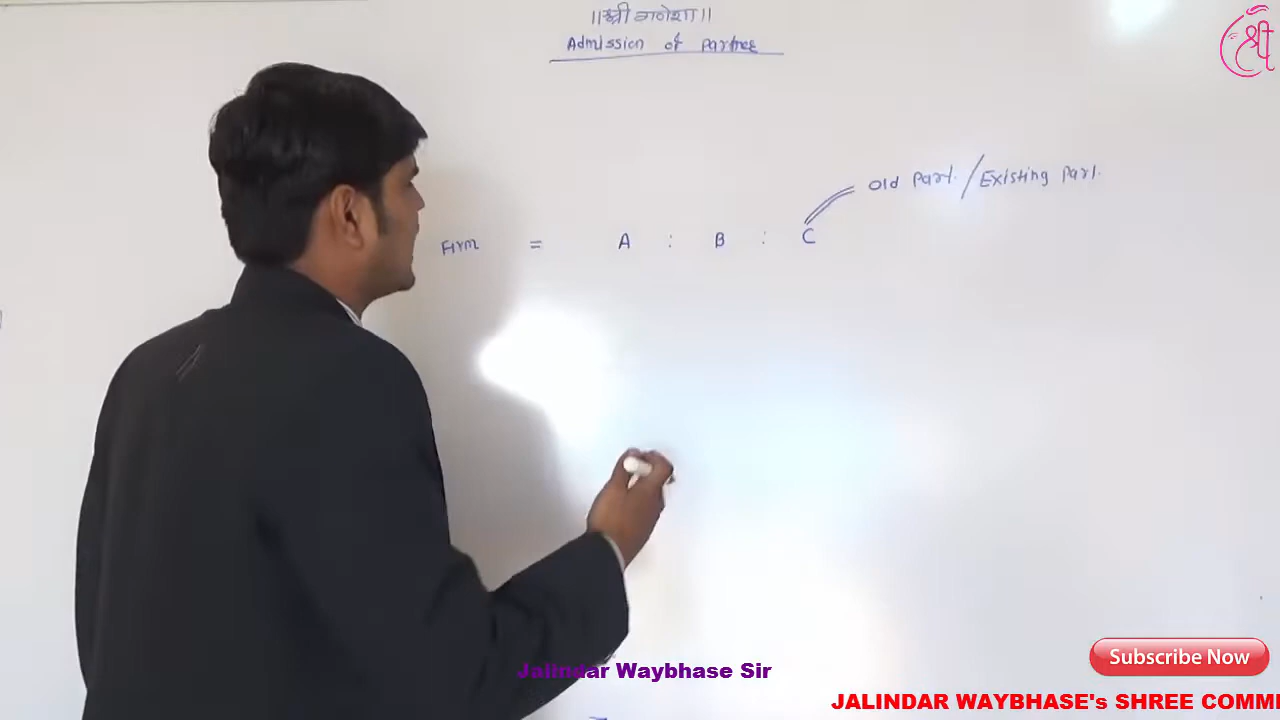 ॥श्री गणेशा॥
Admission of Partner
श्री
Old Part. / Existing Part.
Firm = A : B : C
Jalindar Waybhase Sir
Subscribe Now
JALINDAR WAYBHASE's SHREE COMM